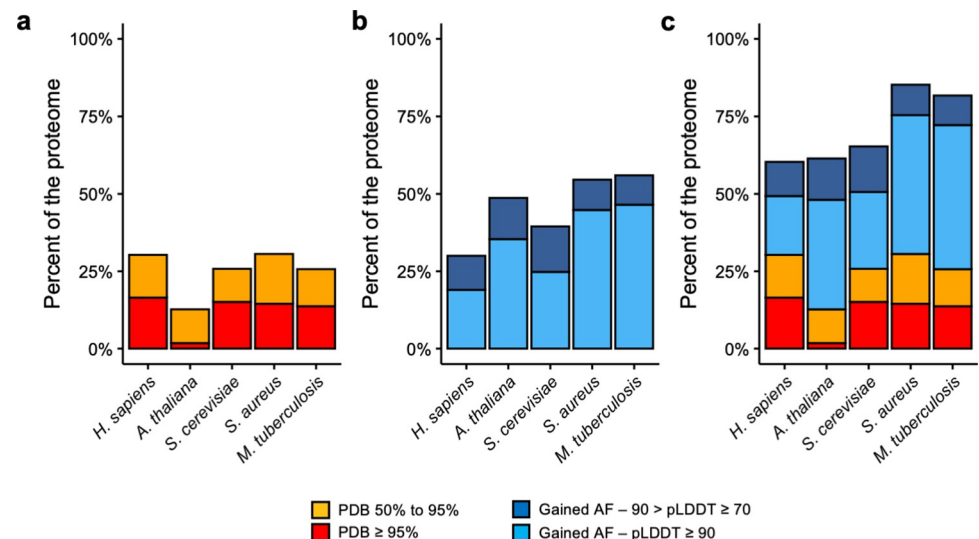 a
100%
75%
50%
25%
0%
Percent of the proteome
H. sapiens
A. thaliana
S. cerevisiae
S. aureus
M. tuberculosis
b
100%
75%
50%
25%
0%
Percent of the proteome
H. sapiens
A. thaliana
S. cerevisiae
S. aureus
M. tuberculosis
c
100%
75%
50%
25%
0%
Percent of the proteome
H. sapiens
A. thaliana
S. cerevisiae
S. aureus
M. tuberculosis
PDB 50% to 95%
PDB ≥ 95%
Gained AF – 90 > pLDDT ≥ 70
Gained AF – pLDDT ≥ 90